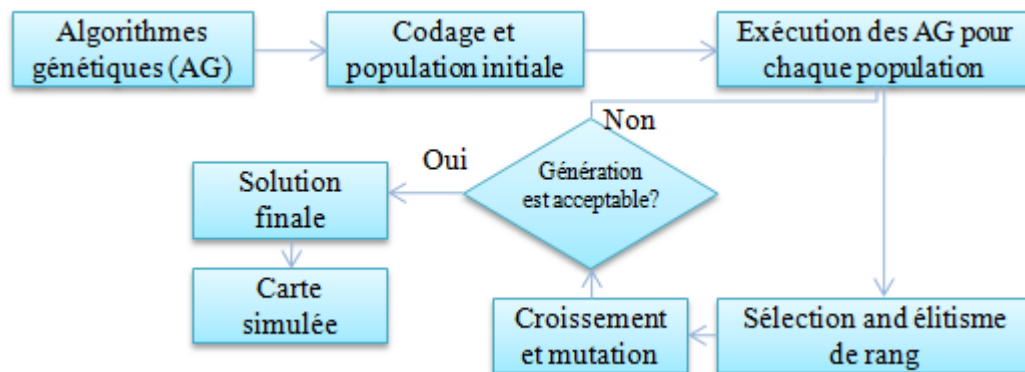 Algorithmes
génétiques (AG)
Codage et
population initiale
Exécution des AG pour
chaque population
Non
Oui
Génération
est acceptable?
Solution
finale
Carte
simulée
Croissement
et mutation
Sélection and élitisme
de rang